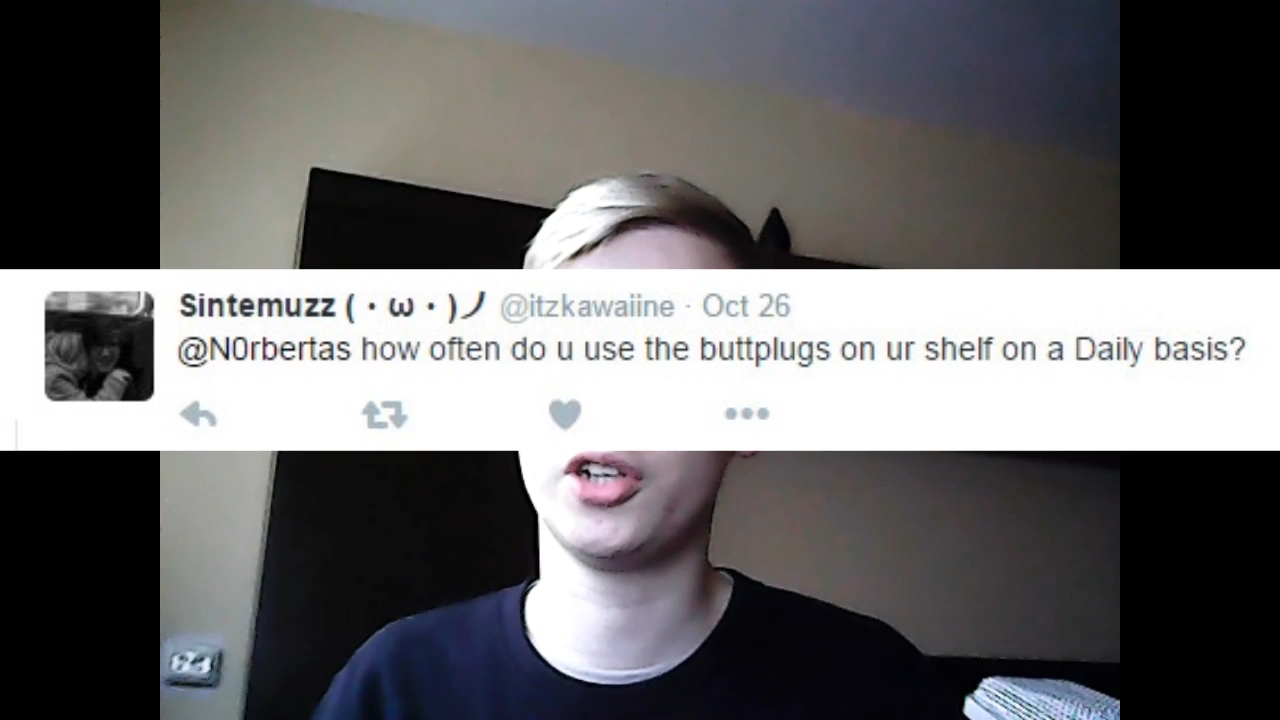 Sintemuzz (・ω・)ノ @itzkawaiine · Oct 26
@N0rbertas how often do u use the buttplugs on ur shelf on a Daily basis?